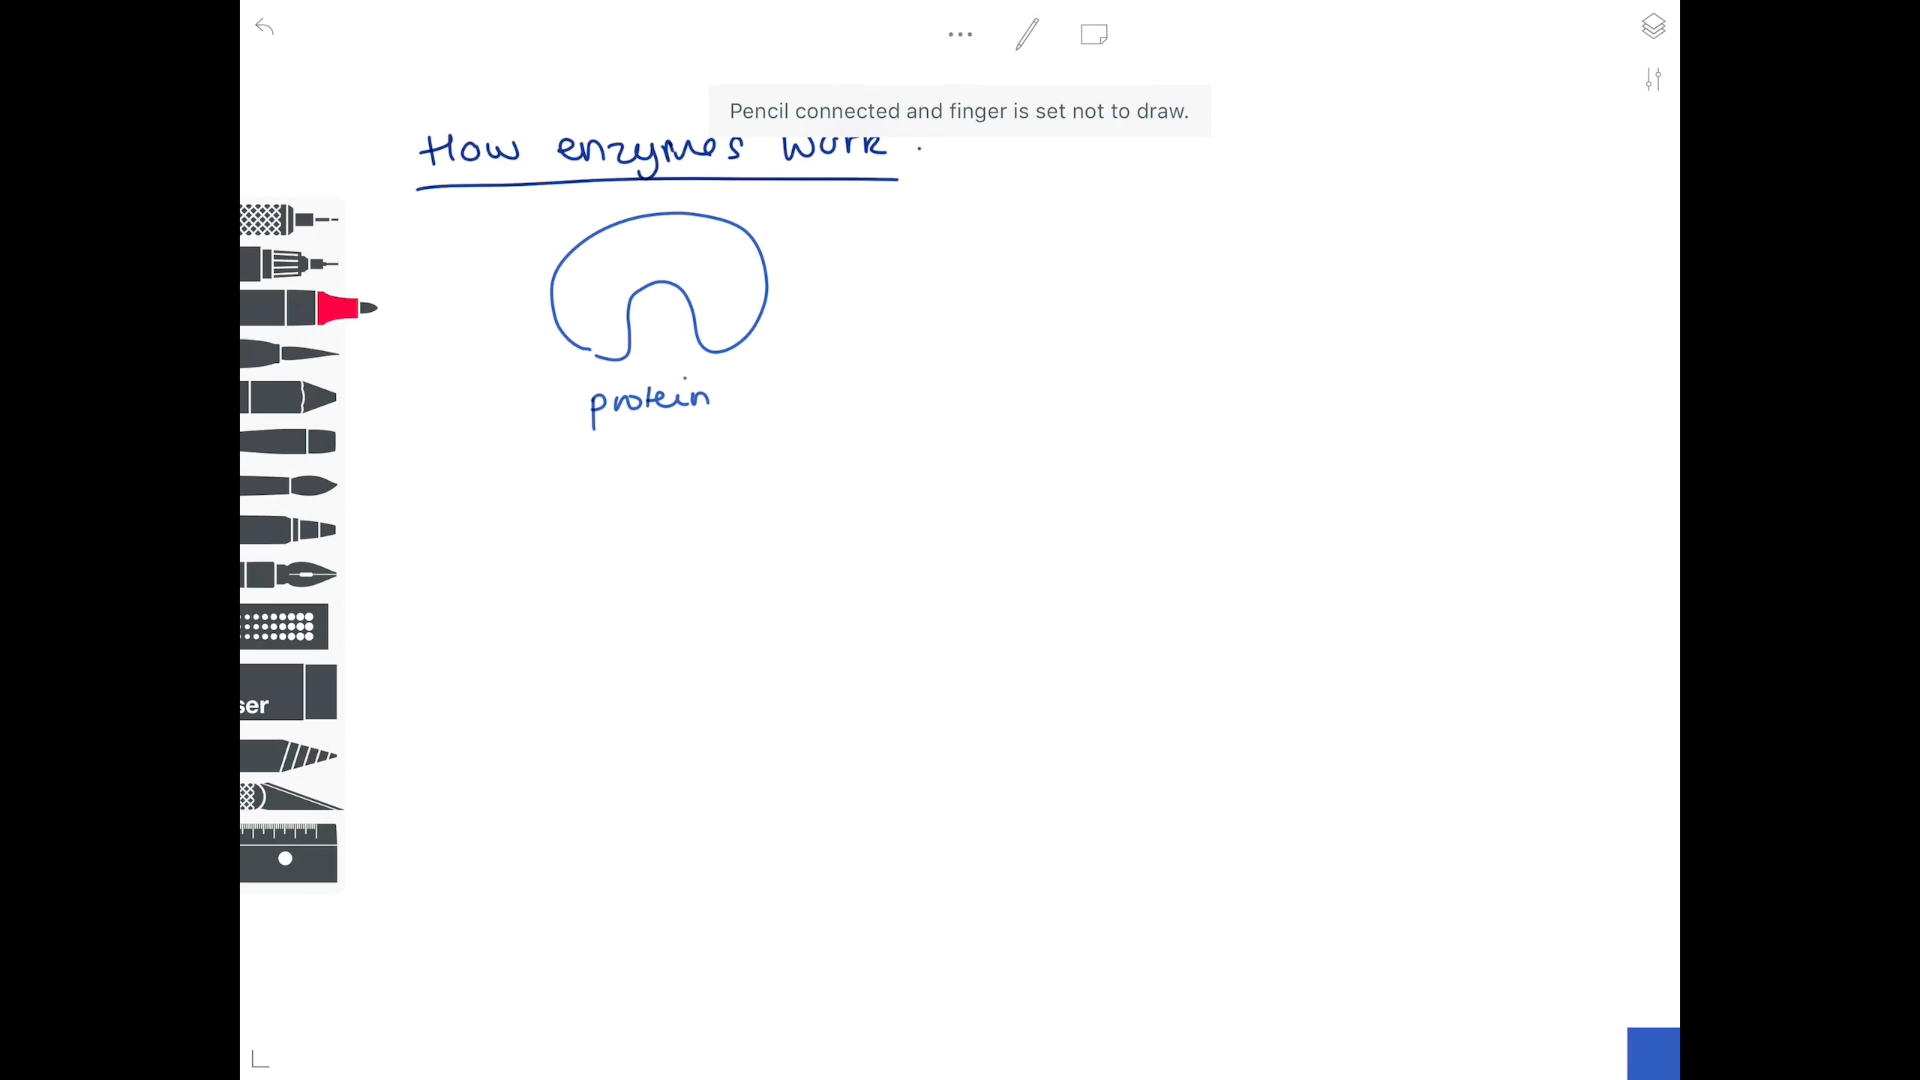 Pencil connected and finger is set not to draw.
How enzymes work.
protein
ser